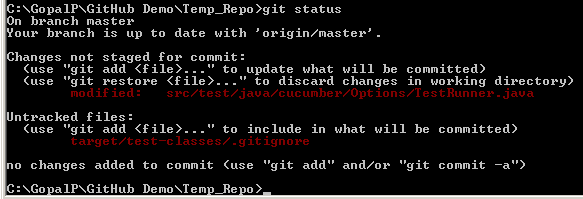 C:\GopalP\GitHub Demo\Temp_Repo>git status
On branch master
Your branch is up to date with 'origin/master'.
Changes not staged for commit:
(use "git add <file>..." to update what will be committed)
(use "git restore <file>..." to discard changes in working directory)
modified: src/test/java/cucumber/Options/TestRunner.java
Untracked files:
(use "git add <file>..." to include in what will be committed)
target/test-classes/.gitignore
no changes added to commit (use "git add" and/or "git commit -a")
C:\GopalP\GitHub Demo\Temp_Repo>_